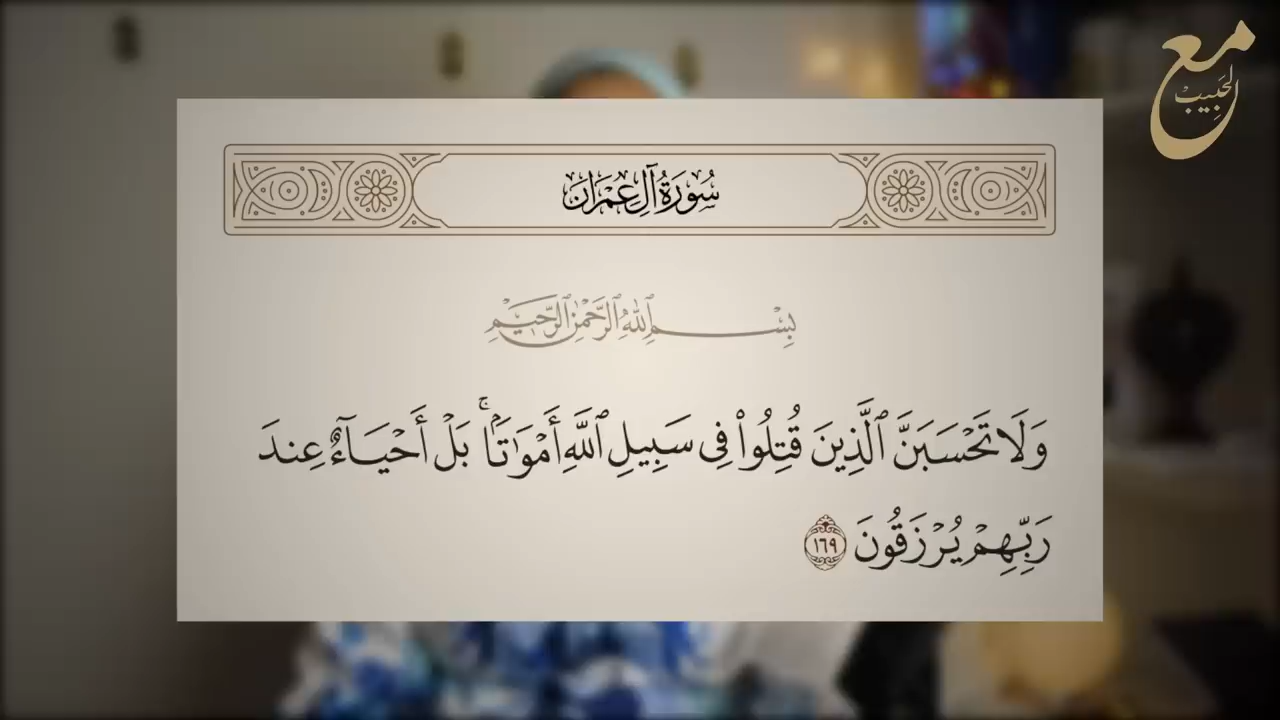 مع الحبيب
سُورَةُ آلِ عِمْرَان
بِسْمِ ٱللَّهِ ٱلرَّحْمَٰنِ ٱلرَّحِيمِ
وَلَا تَحْسَبَنَّ ٱلَّذِينَ قُتِلُوا۟ فِى سَبِيلِ ٱللَّهِ أَمْوَٰتًۢا ۚ بَلْ أَحْيَآءٌ عِندَ
رَبِّهِمْ يُرْزَقُونَ ١٦٩